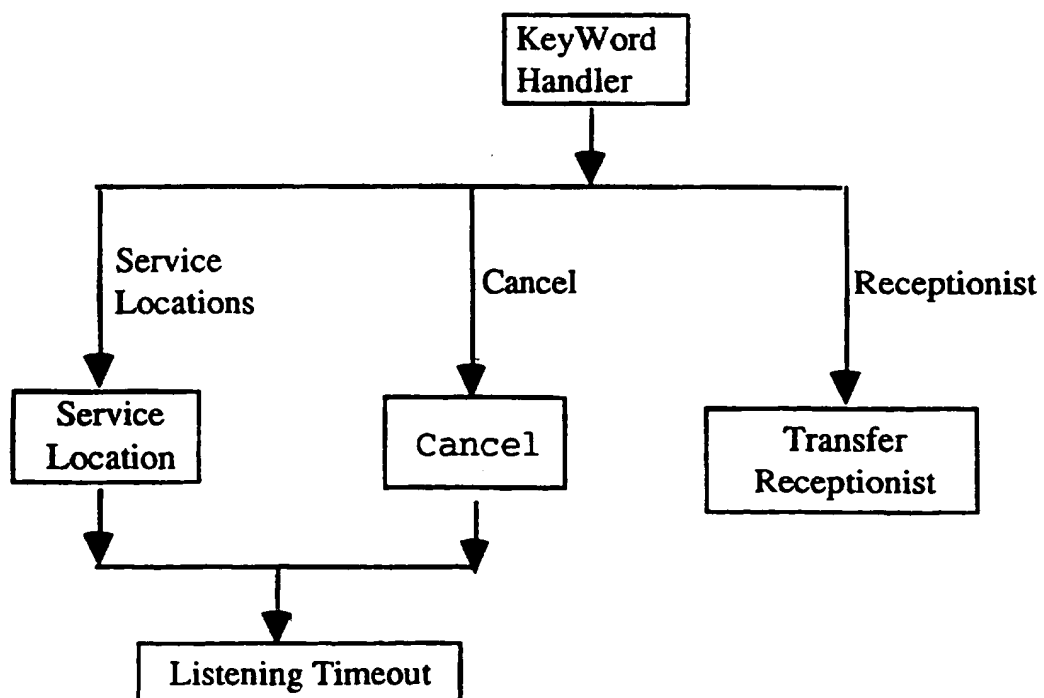 KeyWord
Handler
Service
Locations
Cancel
Receptionist
Service
Location
Cancel
Transfer
Receptionist
Listening Timeout